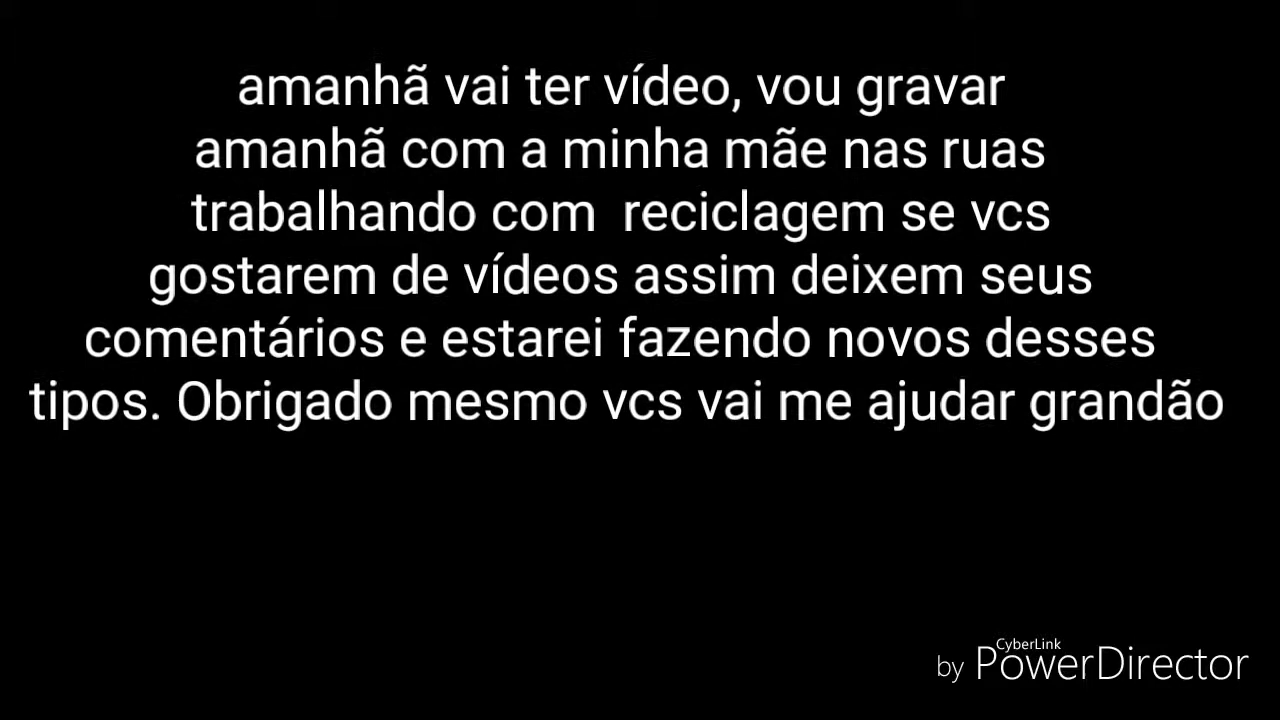 amanhã vai ter vídeo, vou gravar
amanhã com a minha mãe nas ruas
trabalhando com  reciclagem se vcs
gostarem de vídeos assim deixem seus
comentários e estarei fazendo novos desses
tipos. Obrigado mesmo vcs vai me ajudar grandão
CyberLink
by PowerDirector